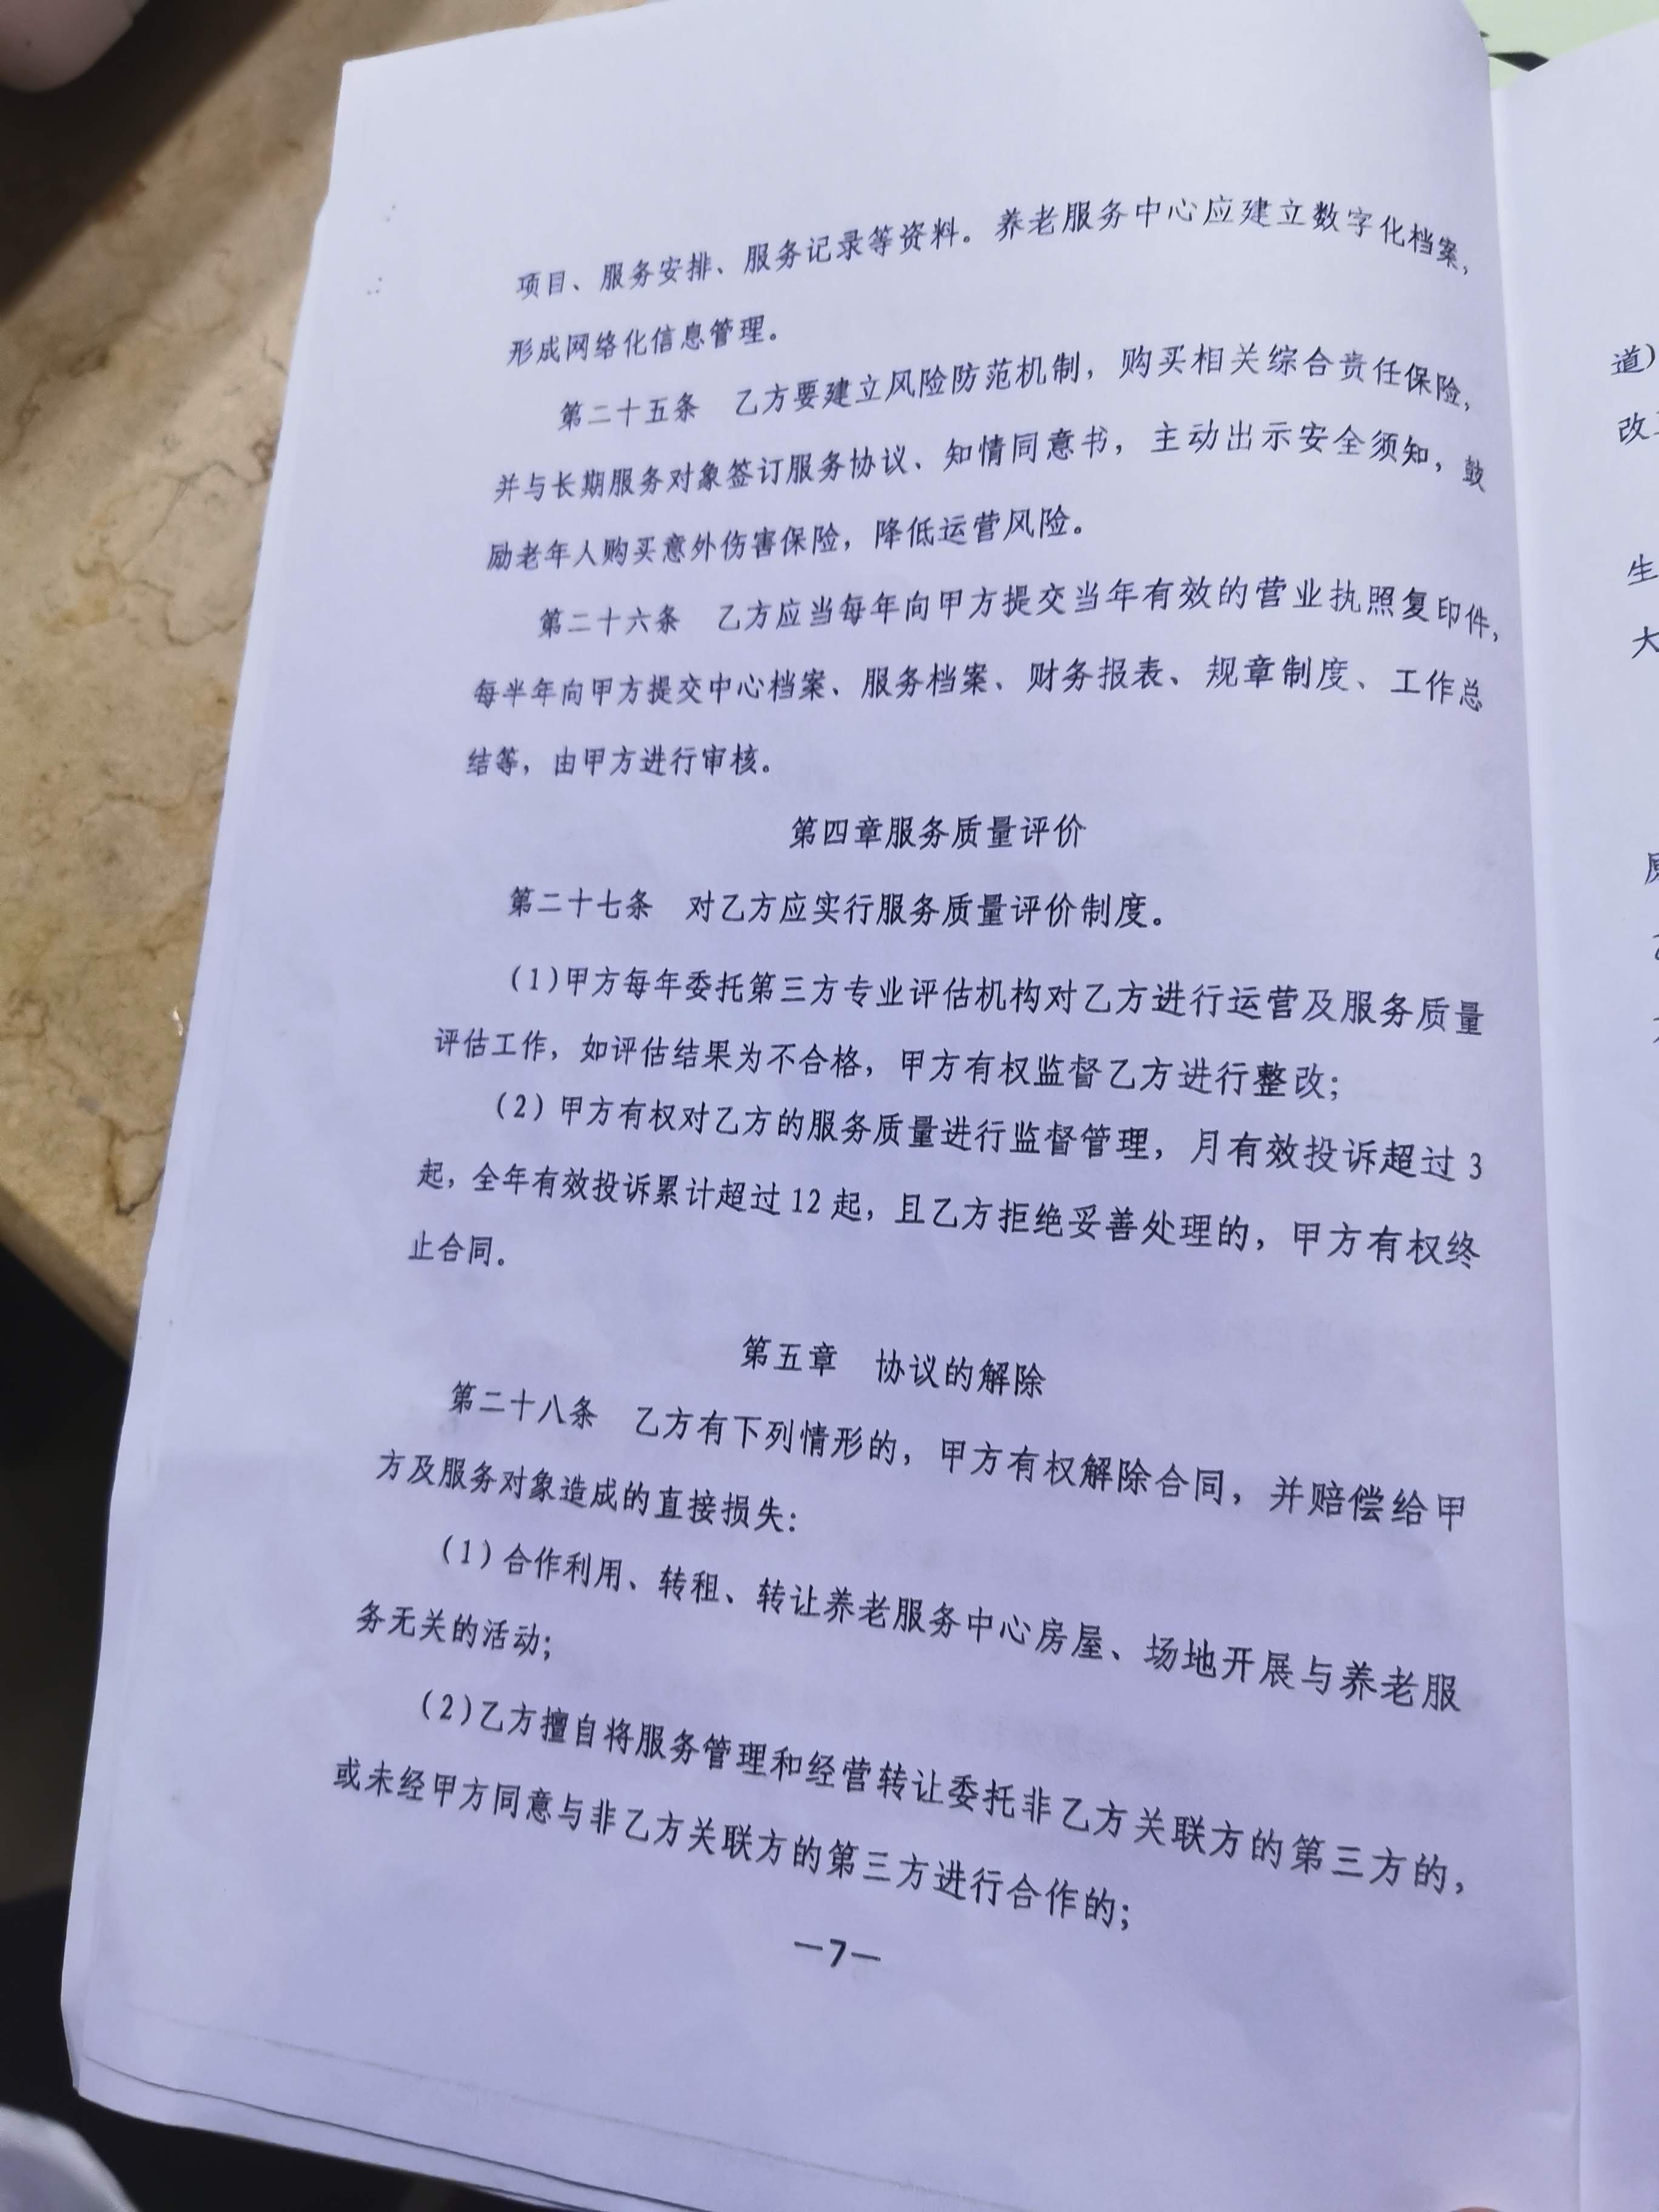 项目、服务安排、服务记录等资料。养老服务中心应建立数字化档案，
形成网络化信息管理。
第二十五条 乙方要建立风险防范机制，购买相关综合责任保险，
并与长期服务对象签订服务协议、知情同意书，主动出示安全须知，鼓
励老年人购买意外伤害保险，降低运营风险。
第二十六条 乙方应当每年向甲方提交当年有效的营业执照复印件，
每半年向甲方提交中心档案、服务档案、财务报表、规章制度、工作总
结等，由甲方进行审核。
第四章服务质量评价
第二十七条 对乙方应实行服务质量评价制度。
(1)甲方每年委托第三方专业评估机构对乙方进行运营及服务质量
评估工作，如评估结果为不合格，甲方有权监督乙方进行整改；
(2) 甲方有权对乙方的服务质量进行监督管理，月有效投诉超过 3
起，全年有效投诉累计超过 12 起，且乙方拒绝妥善处理的，甲方有权终
止合同。
第五章 协议的解除
第二十八条 乙方有下列情形的，甲方有权解除合同，并赔偿给甲
方及服务对象造成的直接损失：
(1) 合作利用、转租、转让养老服务中心房屋、场地开展与养老服
务无关的活动；
(2)乙方擅自将服务管理和经营转让委托非乙方关联方的第三方的，
或未经甲方同意与非乙方关联方的第三方进行合作的；
—7—
道）
改
生
大